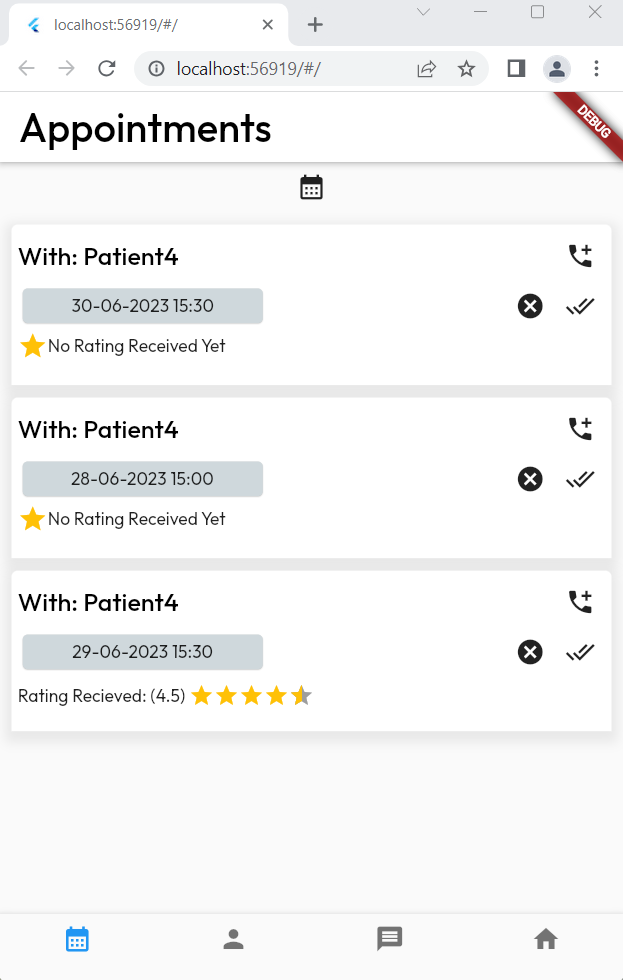 localhost:56919/#/
localhost:56919/#/
Appointments
DEBUG
With: Patient4
30-06-2023 15:30
No Rating Received Yet
With: Patient4
28-06-2023 15:00
No Rating Received Yet
With: Patient4
29-06-2023 15:30
Rating Recieved: (4.5)